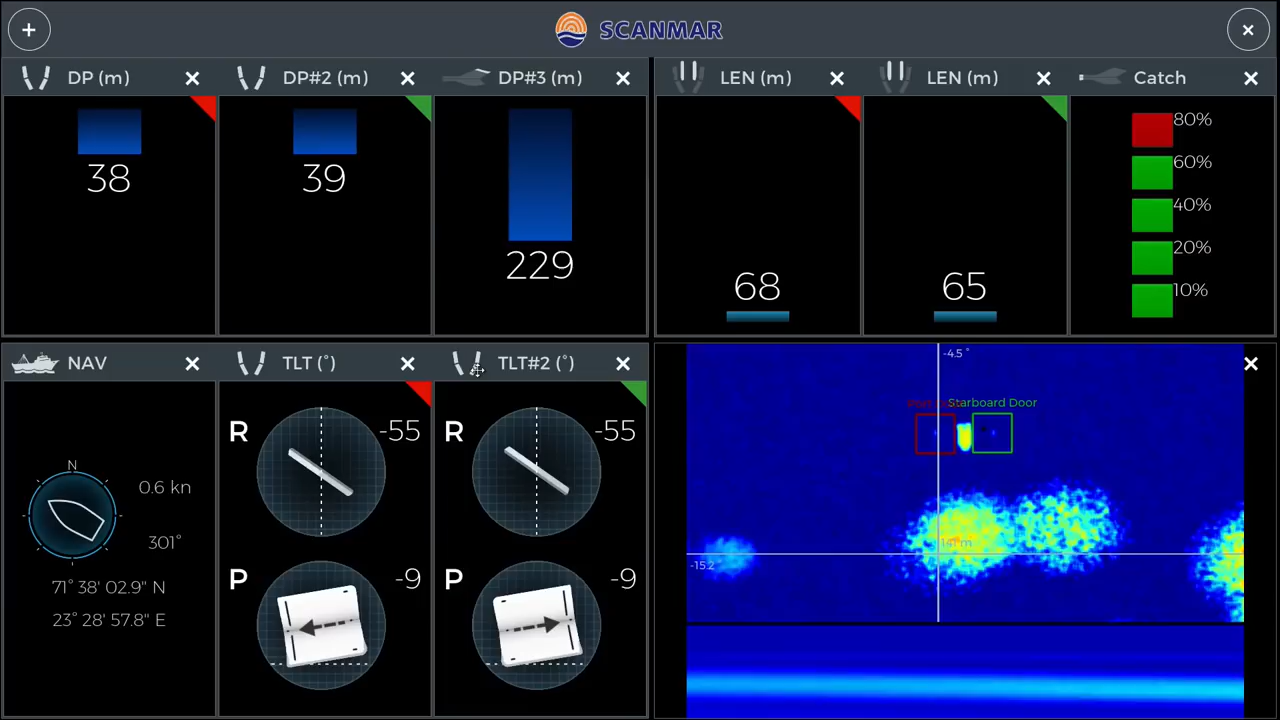 SCANMAR
DP (m)
DP#2 (m)
DP#3 (m)
LEN (m)
LEN (m)
Catch
38
39
229
68
65
80%
60%
40%
20%
10%
NAV
TLT (°)
TLT#2 (°)
N
0.6 kn
301°
71° 38' 02.9" N
23° 28' 57.8" E
R
-55
P
-9
R
-55
P
-9
-4.5 °
Starboard Door
-15.2